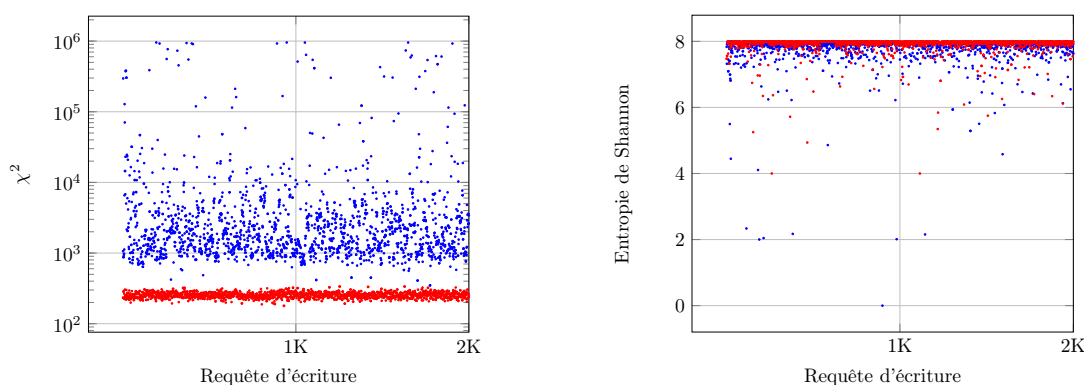 10^6
10^5
10^4
10^3
10^2
χ^2
1K 2K
Requête d'écriture
8
6
4
2
0
Entropie de Shannon
1K 2K
Requête d'écriture